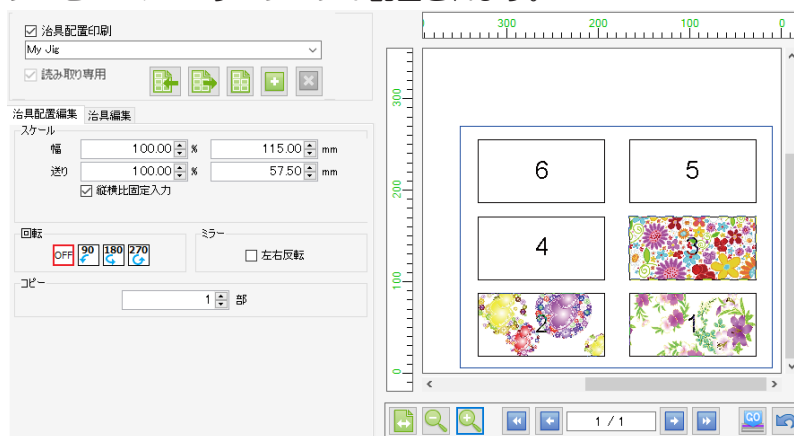 治具配置印刷
My Jig
読み取り専用
治具配置編集 治具編集
スケール
幅 100.00 % 115.00 mm
送り 100.00 % 57.50 mm
縦横比固定入力
回転 ミラー
OFF 90 180 270 左右反転
コピー
1 部
300 200 100 0
300
200
100
0
6 5
4 3
2 1
1 / 1
GO